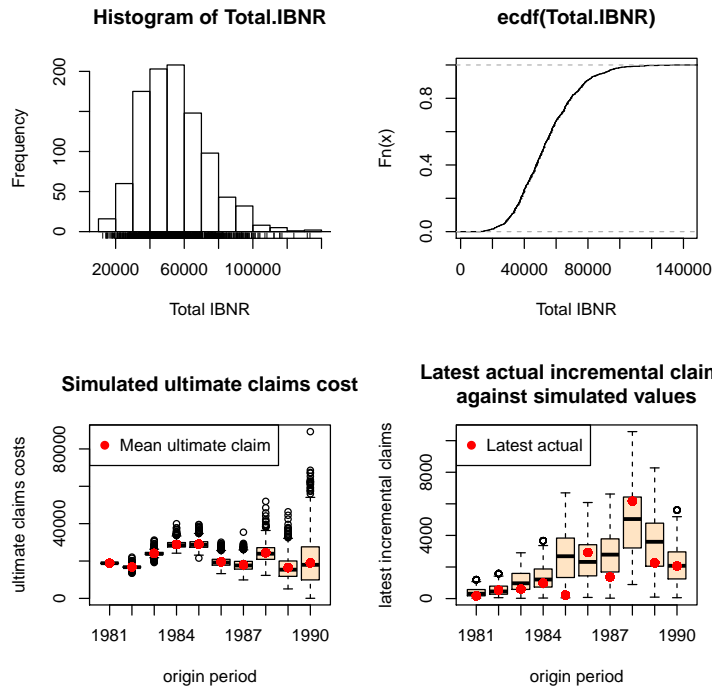 Histogram of Total.IBNR
Frequency
0
50
100
200
20000
60000
100000
Total IBNR
ecdf(Total.IBNR)
Fn(x)
0.0
0.4
0.8
0
40000
80000
140000
Total IBNR
Simulated ultimate claims cost
Mean ultimate claim
ultimate claims costs
0
40000
80000
1981
1984
1987
1990
origin period
Latest actual incremental claim
against simulated values
Latest actual
latest incremental claims
0
4000
8000
1981
1984
1987
1990
origin period